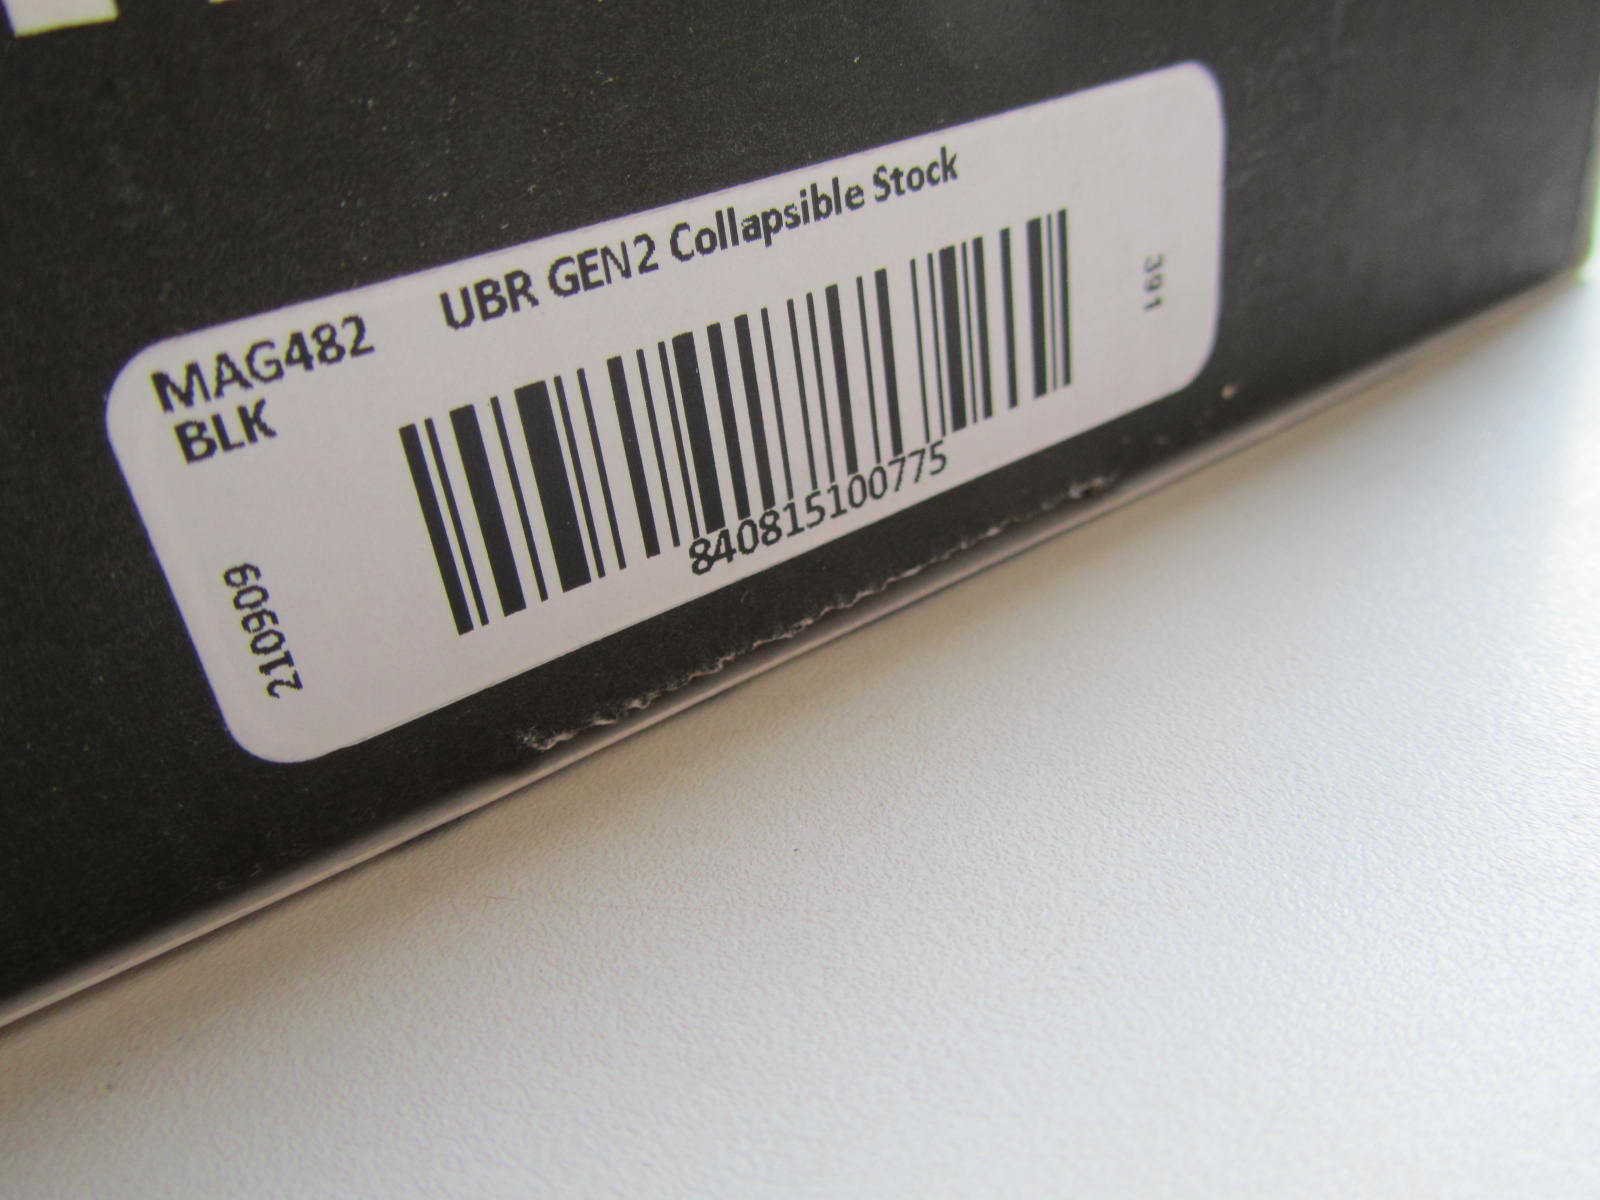 MAG482 UBR GEN2 Collapsible Stock
BLK
840815100775
210909
391